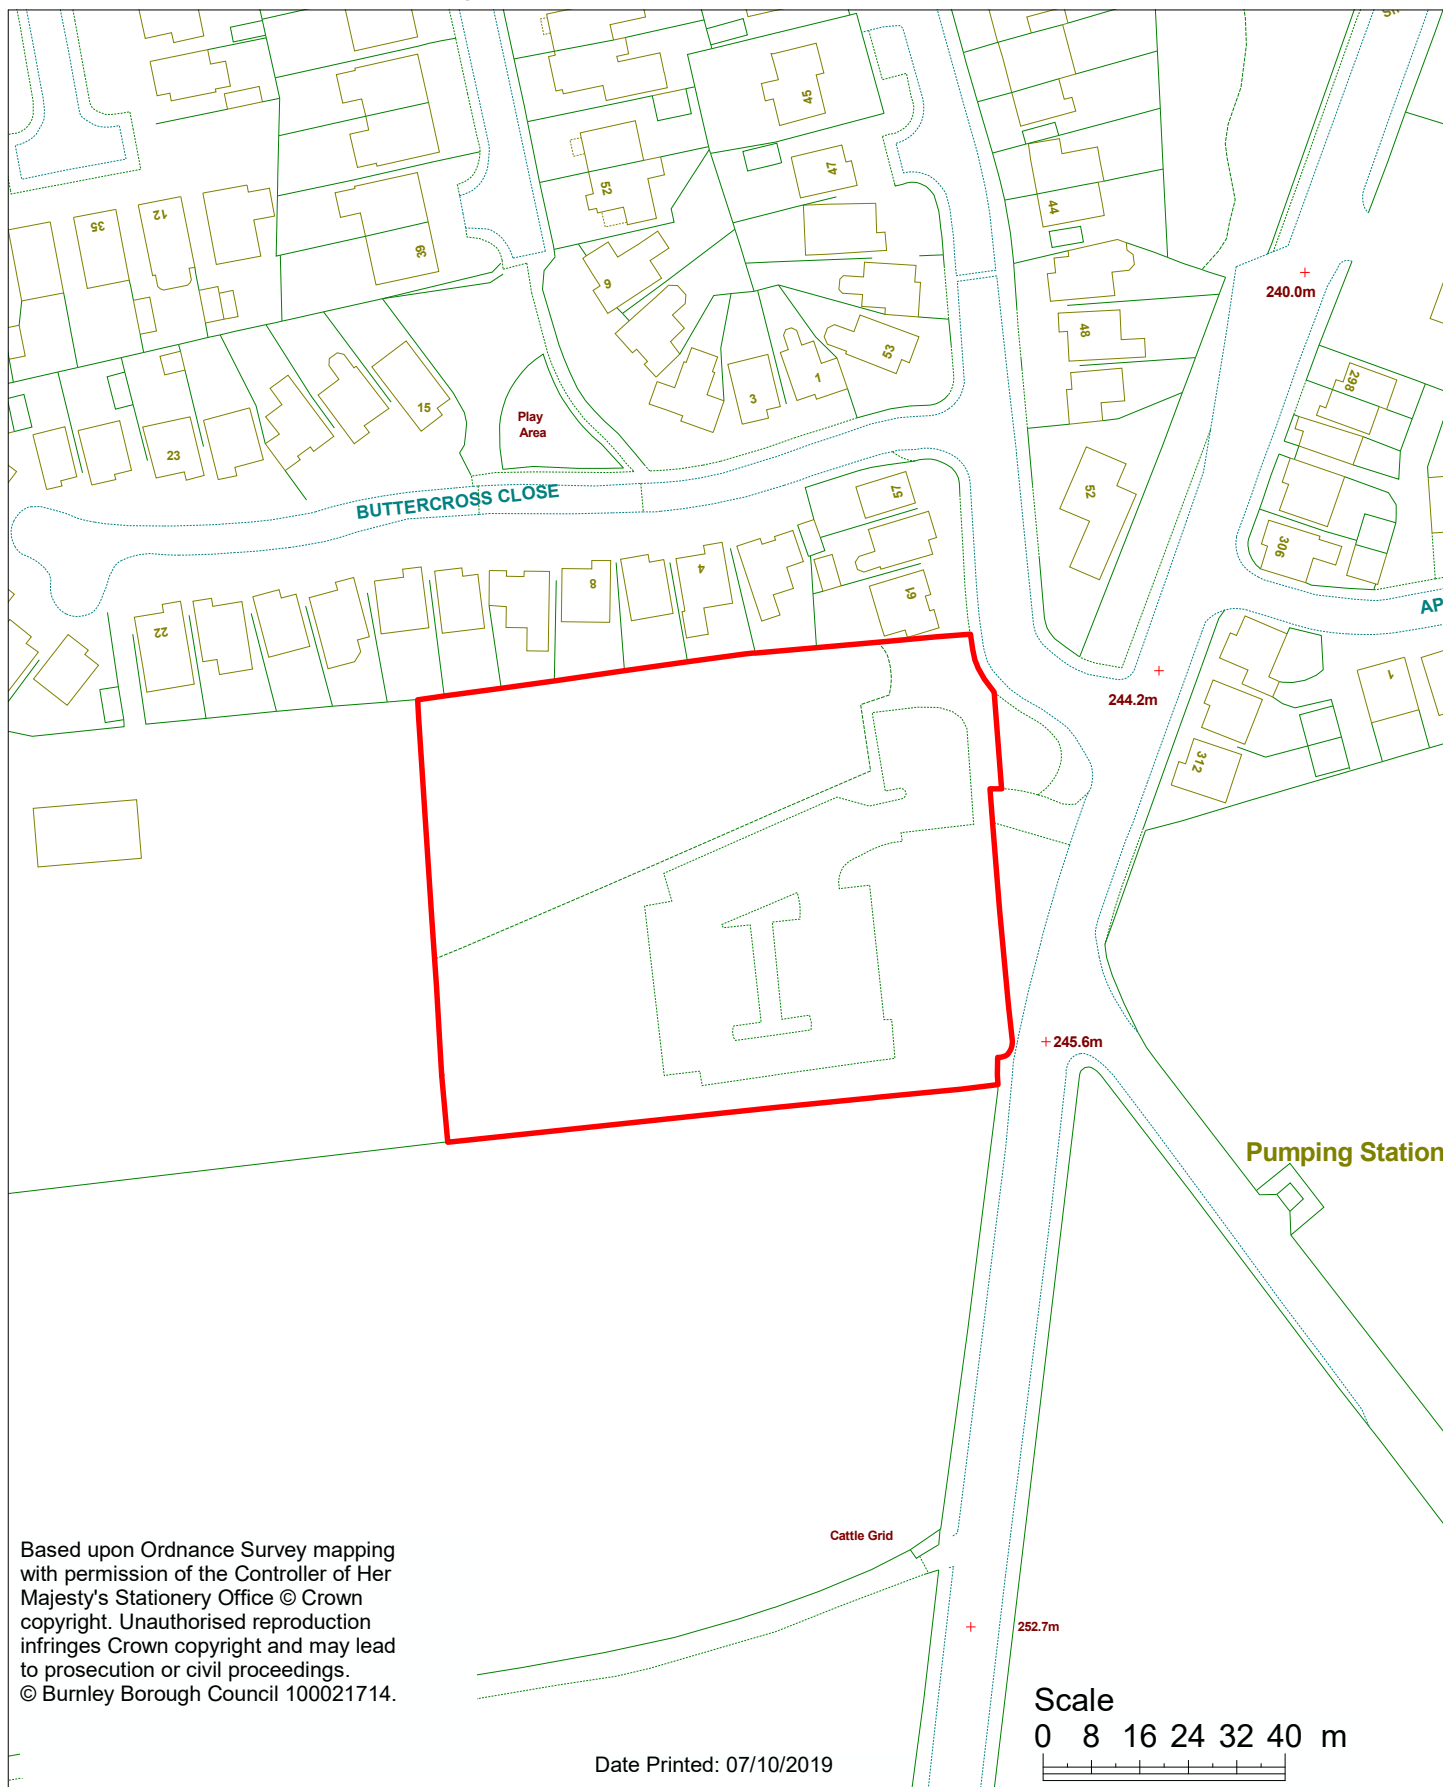 45
47
52
44
12
35
39
9
240.0m
48
53
298
1
3
15
Play
Area
23
BUTTERCROSS CLOSE
57
52
306
8
4
61
22
AP
1
244.2m
312
245.6m
Pumping Station
Cattle Grid
Based upon Ordnance Survey mapping
with permission of the Controller of Her
Majesty's Stationery Office © Crown
copyright. Unauthorised reproduction
infringes Crown copyright and may lead
to prosecution or civil proceedings.
© Burnley Borough Council 100021714.
252.7m
Scale
0 8 16 24 32 40 m
Date Printed: 07/10/2019